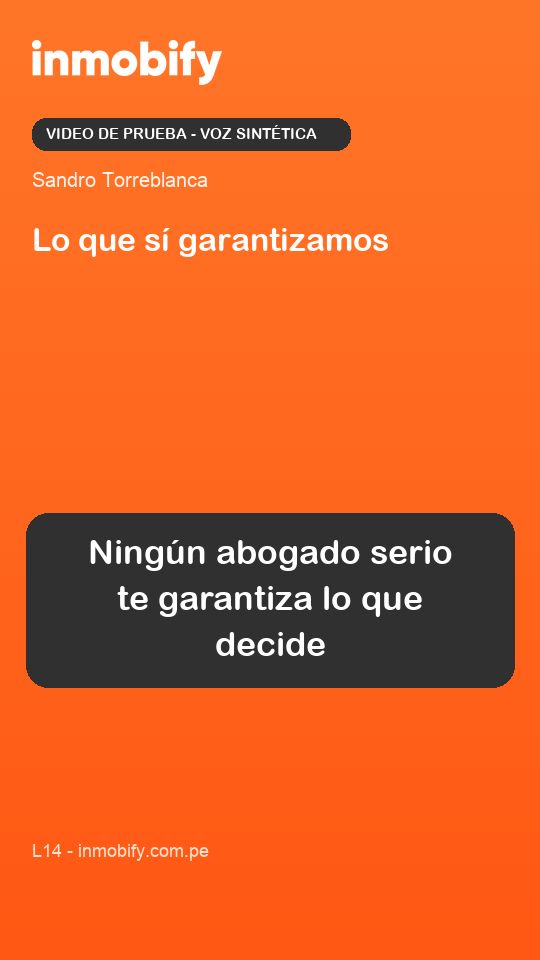 inmobify
VIDEO DE PRUEBA - VOZ SINTÉTICA
Sandro Torreblanca
Lo que sí garantizamos
Ningún abogado serio
te garantiza lo que
decide
L14 - inmobify.com.pe